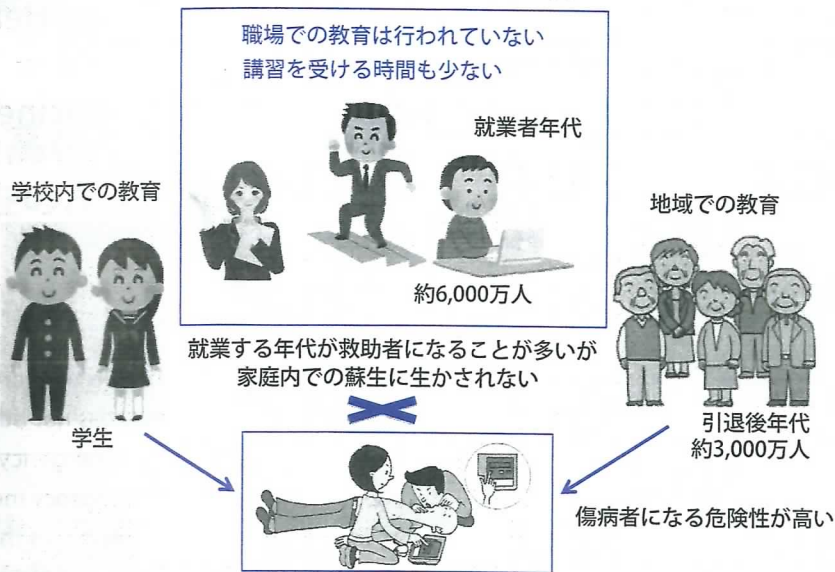 職場での教育は行われていない
講習を受ける時間も少ない
就業者年代
約6,000万人
学校内での教育
学生
地域での教育
引退後年代
約3,000万人
就業する年代が救助者になることが多いが
家庭内での蘇生に生かされない
傷病者になる危険性が高い